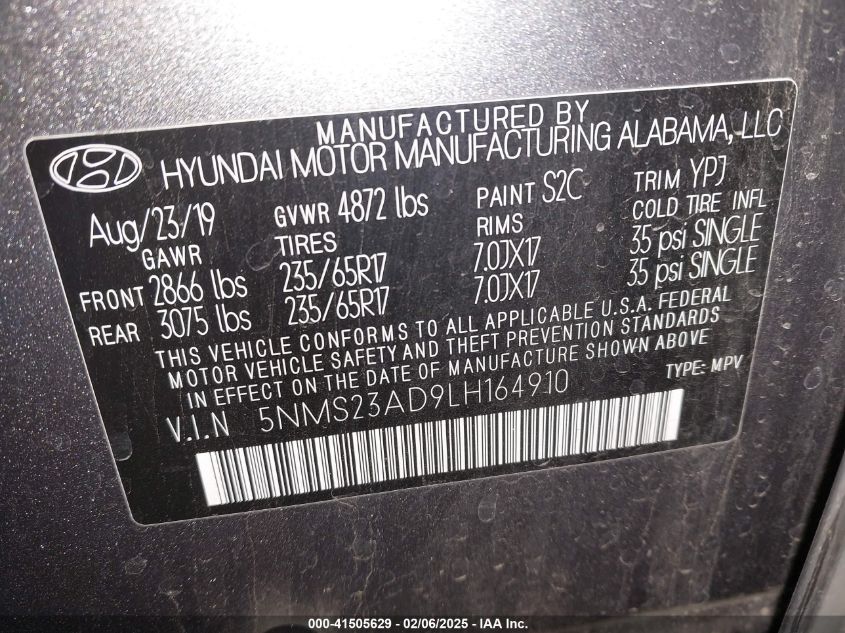 MANUFACTURED BY
HYUNDAI MOTOR MANUFACTURING ALABAMA, LLC
Aug/23/19 GVWR 4872 lbs PAINT S2C TRIM YPJ
GAWR TIRES RIMS COLD TIRE INFL
FRONT 2866 lbs 235/65R17 7.0JX17 35 psi SINGLE
REAR 3075 lbs 235/65R17 7.0JX17 35 psi SINGLE
THIS VEHICLE CONFORMS TO ALL APPLICABLE U.S.A. FEDERAL
MOTOR VEHICLE SAFETY AND THEFT PREVENTION STANDARDS
IN EFFECT ON THE DATE OF MANUFACTURE SHOWN ABOVE
TYPE: MPV
V.I.N 5NMS23AD9LH164910
000-41505629 - 02/06/2025 - IAA Inc.